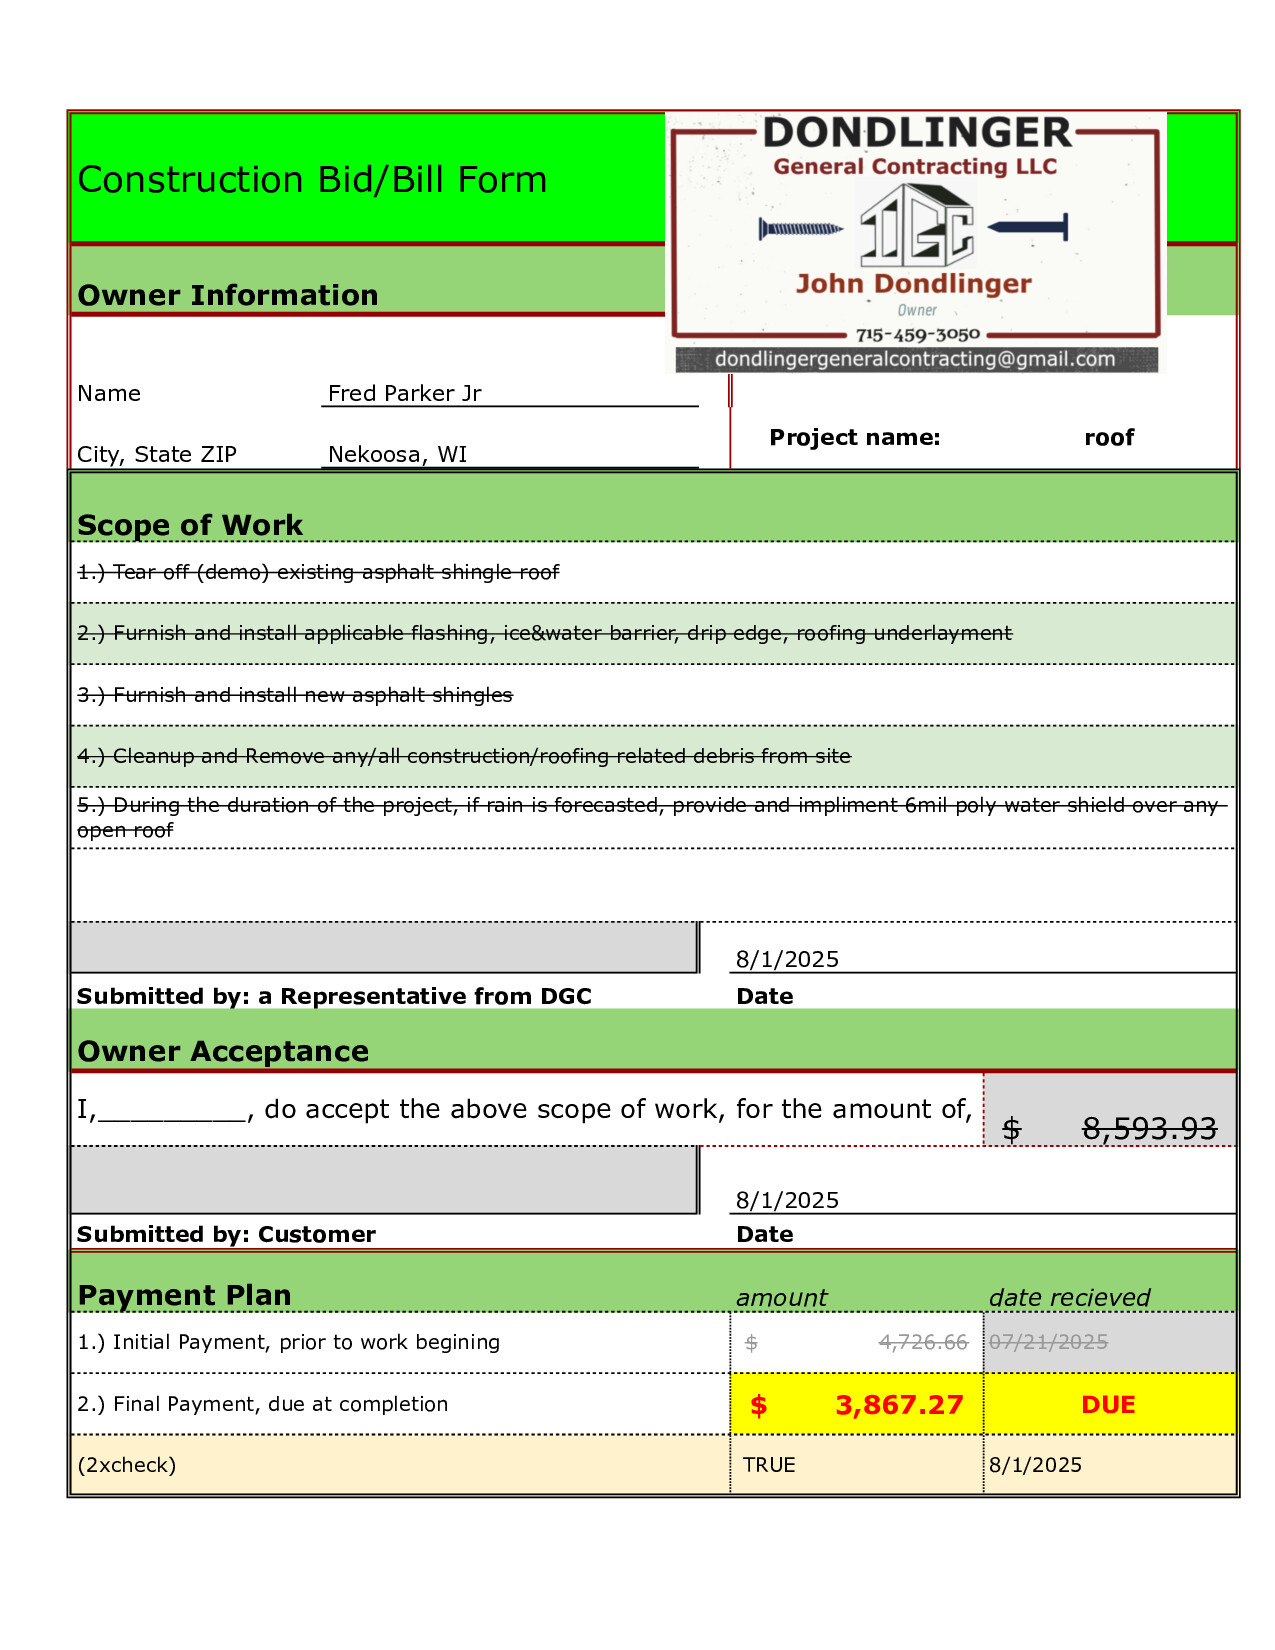 Construction Bid/Bill Form
DONDLINGER
General Contracting LLC
DGC
John Dondlinger
Owner
715-459-3050
dondlingergeneralcontracting@gmail.com
Owner Information
Name Fred Parker Jr
Project name: roof
City, State ZIP Nekoosa, WI
Scope of Work
1.) Tear off (demo) existing asphalt shingle roof
2.) Furnish and install applicable flashing, ice&water barrier, drip edge, roofing underlayment
3.) Furnish and install new asphalt shingles
4.) Cleanup and Remove any/all construction/roofing related debris from site
5.) During the duration of the project, if rain is forecasted, provide and impliment 6mil poly water shield over any
open roof
8/1/2025
Submitted by: a Representative from DGC Date
Owner Acceptance
I,_________, do accept the above scope of work, for the amount of, $ 8,593.93
8/1/2025
Submitted by: Customer Date
Payment Plan amount date recieved
1.) Initial Payment, prior to work begining $ 4,726.66 07/21/2025
2.) Final Payment, due at completion $ 3,867.27 DUE
(2xcheck) TRUE 8/1/2025